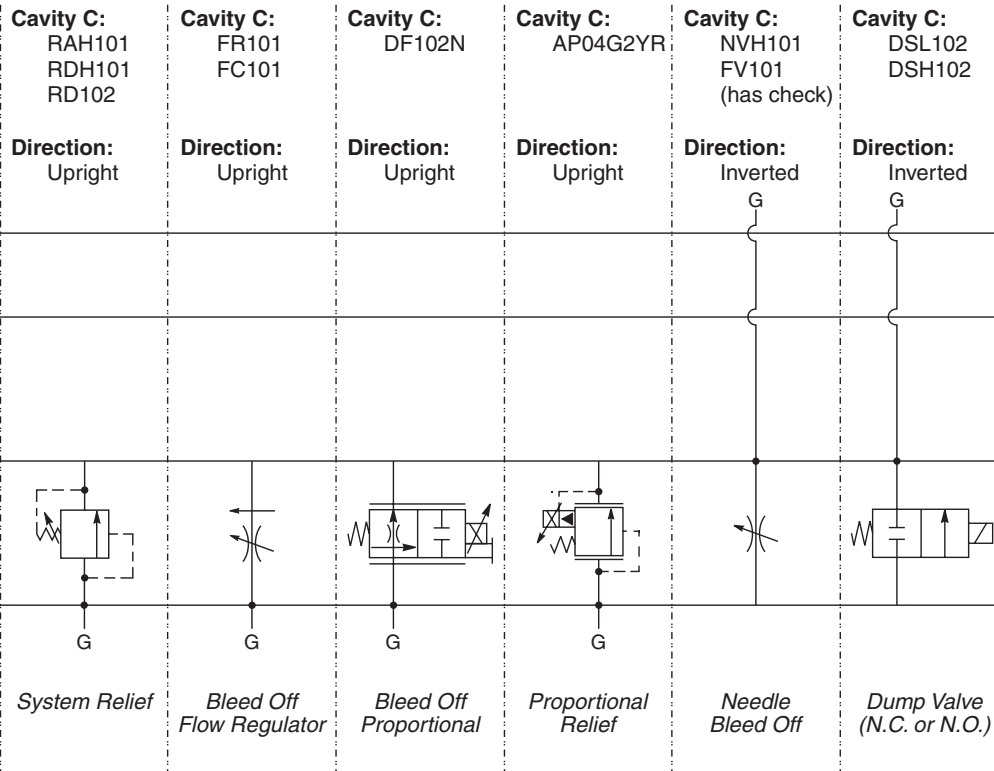 Cavity C:
RAH101
RDH101
RD102
Direction:
Upright
G
System Relief
Cavity C:
FR101
FC101
Direction:
Upright
G
Bleed Off
Flow Regulator
Cavity C:
DF102N
Direction:
Upright
G
Bleed Off
Proportional
Cavity C:
AP04G2YR
Direction:
Upright
G
Proportional
Relief
Cavity C:
NVH101
FV101
(has check)
Direction:
Inverted
G
Needle
Bleed Off
Cavity C:
DSL102
DSH102
Direction:
Inverted
G
Dump Valve
(N.C. or N.O.)